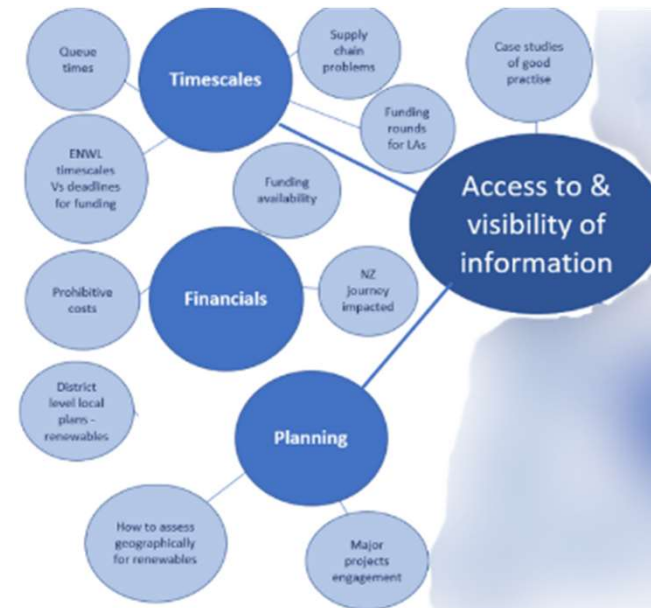 Queue
times
Timescales
Supply
chain
problems
Case studies
of good
practise
ENWL
timescales
Vs deadlines
for funding
Funding
rounds
for LAs
Funding
availability
Access to &
visibility of
information
Prohibitive
costs
Financials
NZ
journey
impacted
District
level local
plans -
renewables
Planning
How to assess
geographically
for renewables
Major
projects
engagement